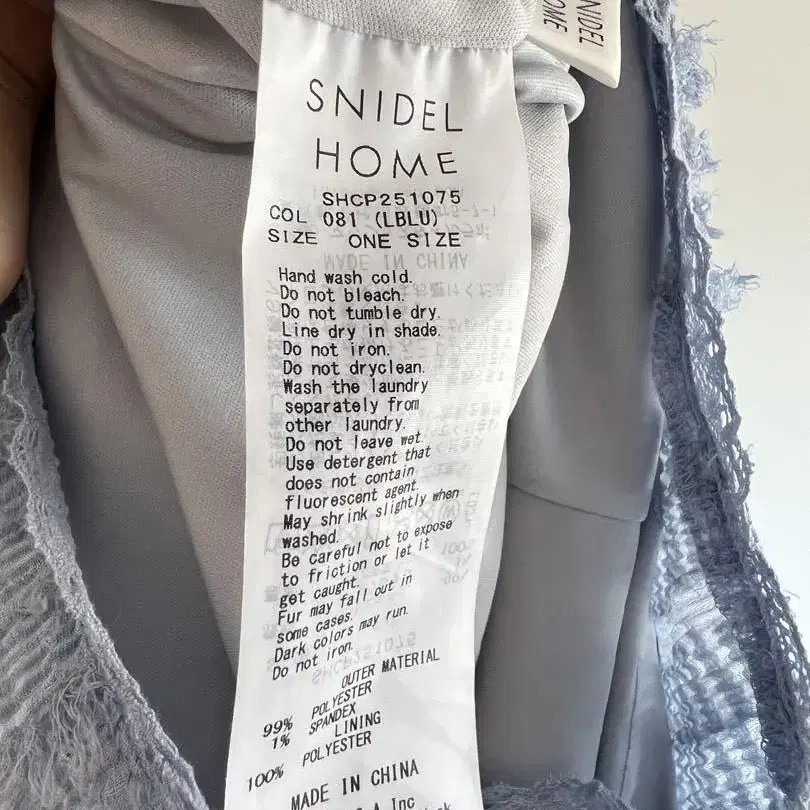 SNIDEL
HOME
SNIDEL
HOME
SHCP251075
COL 081 (LBLU)
SIZE ONE SIZE
Hand wash cold.
Do not bleach.
Do not tumble dry.
Line dry in shade.
Do not iron.
Do not dryclean.
Wash the laundry
separately from
other laundry.
Do not leave wet
Use detergent that
does not contain
fluorescent agent.
May shrink slightly when
washed.
Be careful not to expose
to friction or let it
get caught.
Fur may fall out in
some cases.
Dark colors may run.
Do not iron.
OUTER MATERIAL
99% POLYESTER
1% SPANDEX
LINING
100% POLYESTER
MADE IN CHINA
Inc